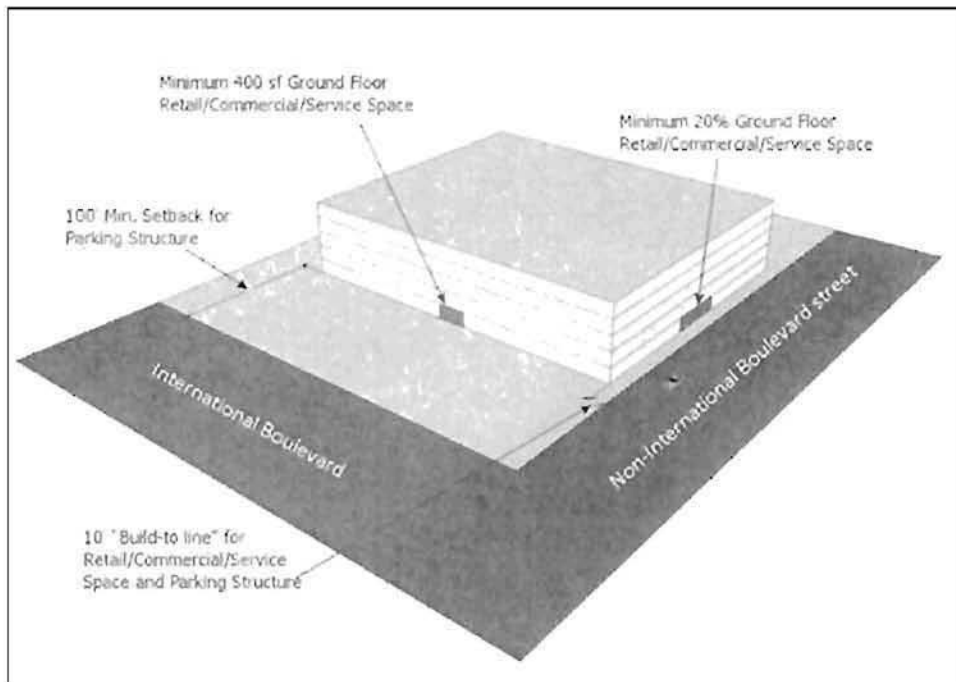 Minimum 400 sf Ground Floor
Retail/Commercial/Service Space
Minimum 20% Ground Floor
Retail/Commercial/Service Space
100' Min. Setback for
Parking Structure
International Boulevard
Non-International Boulevard street
10' "Build-to line" for
Retail/Commercial/Service
Space and Parking Structure